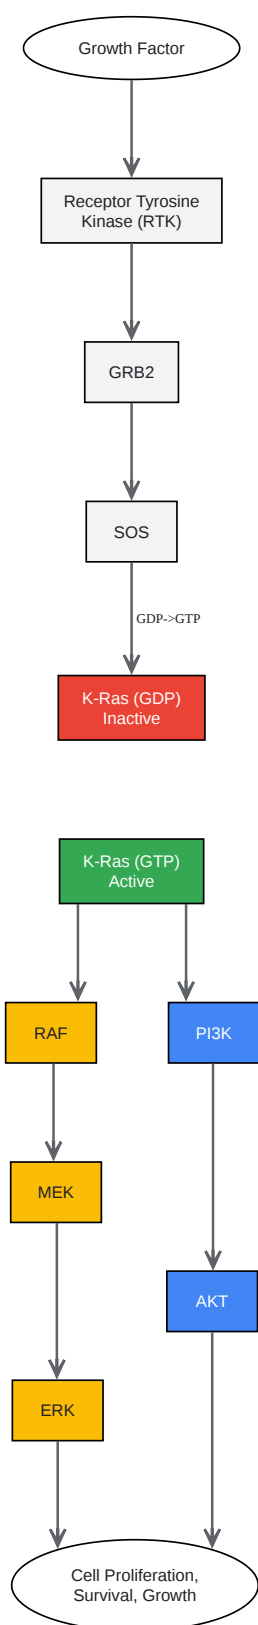 Growth Factor
Receptor Tyrosine
Kinase (RTK)
GRB2
SOS
GDP->GTP
K-Ras (GDP)
Inactive
K-Ras (GTP)
Active
RAF
PI3K
MEK
AKT
ERK
Cell Proliferation,
Survival, Growth